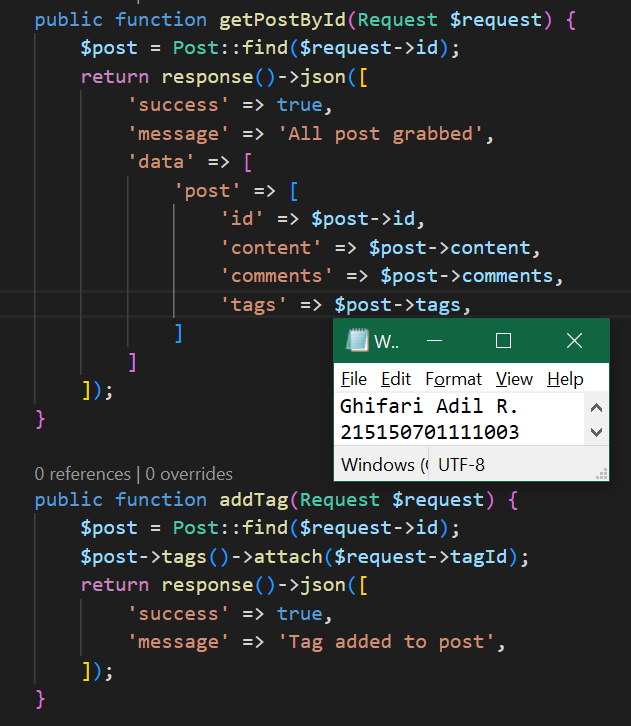 public function getPostById(Request $request) {
$post = Post::find($request->id);
return response()->json([
'success' => true,
'message' => 'All post grabbed',
'data' => [
'post' => [
'id' => $post->id,
'content' => $post->content,
'comments' => $post->comments,
'tags' => $post->tags,
]
]
]);
}
W..
File Edit Format View Help
Ghifari Adil R.
215150701111003
Windows (C UTF-8
0 references | 0 overrides
public function addTag(Request $request) {
$post = Post::find($request->id);
$post->tags()->attach($request->tagId);
return response()->json([
'success' => true,
'message' => 'Tag added to post',
]);
}